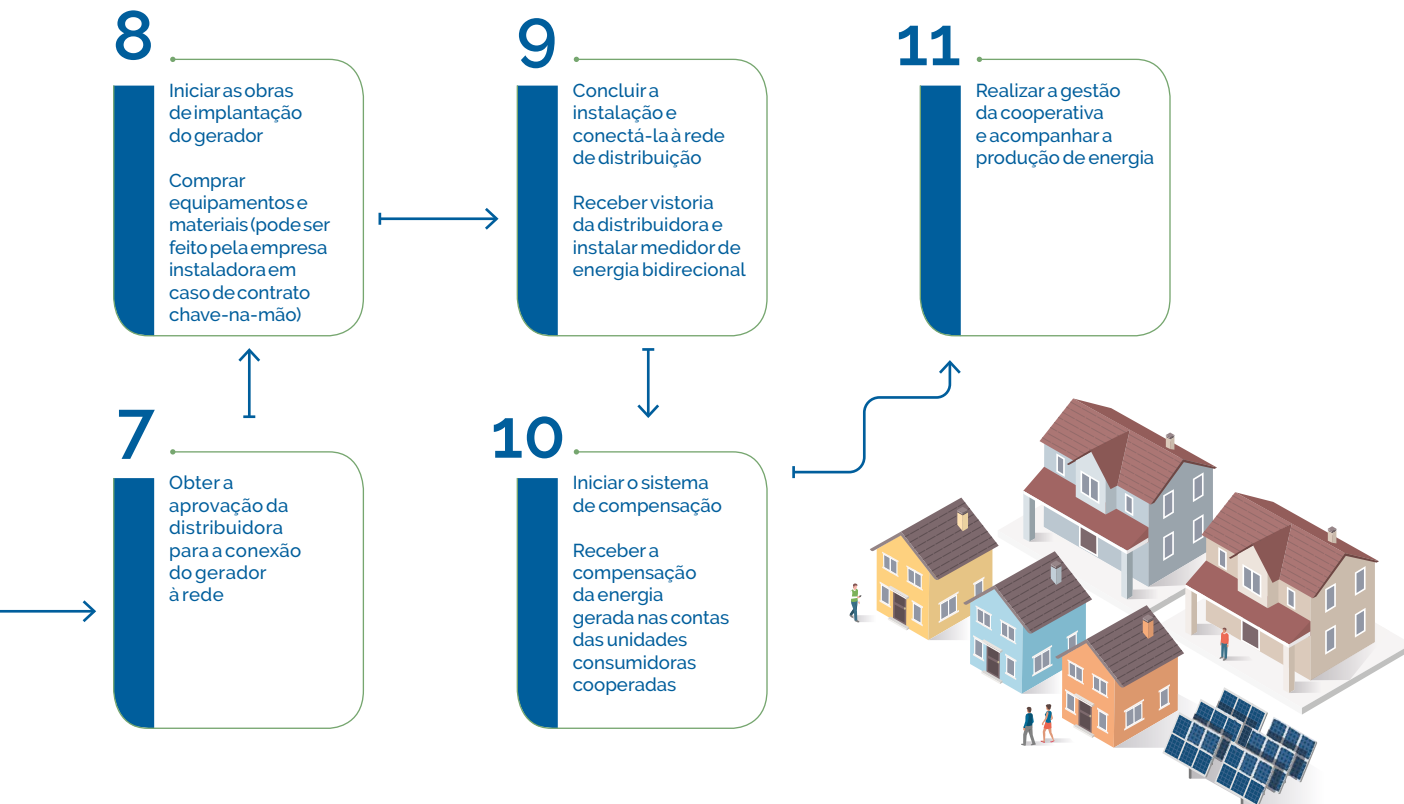 8
Iniciar as obras
de implantação
do gerador
Comprar
equipamentos e
materiais (pode ser
feito pela empresa
instaladora em
caso de contrato
chave-na-mão)
9
Concluir a
instalação e
conectá-la à rede
de distribuição
Receber vistoria
da distribuidora e
instalar medidor de
energia bidirecional
11
Realizar a gestão
da cooperativa
e acompanhar a
produção de energia
7
Obter a
aprovação da
distribuidora
para a conexão
do gerador
à rede
10
Iniciar o sistema
de compensação
Receber a
compensação
da energia
gerada nas contas
das unidades
consumidoras
cooperadas